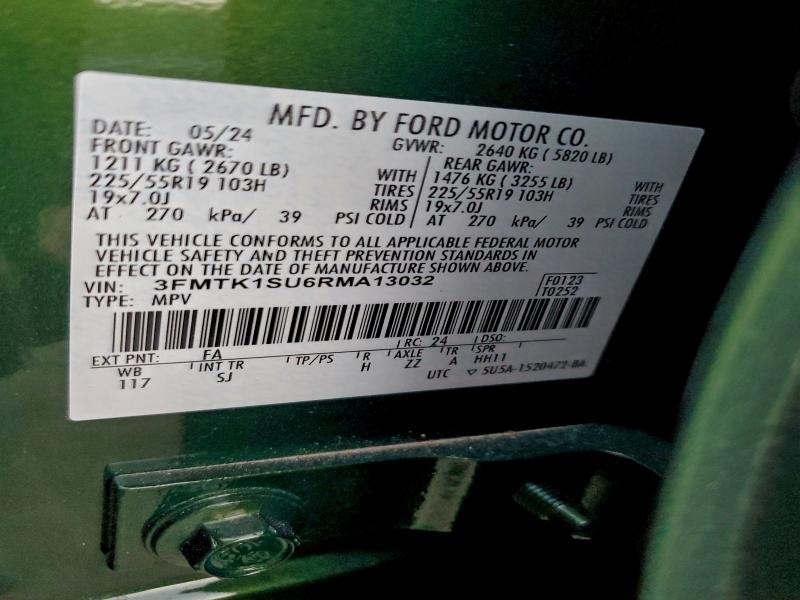 MFD. BY FORD MOTOR CO.
DATE: 05/24 GVWR: 2640 KG ( 5820 LB)
FRONT GAWR: REAR GAWR:
1211 KG ( 2670 LB) WITH 1476 KG ( 3255 LB) WITH
225/55R19 103H TIRES 225/55R19 103H TIRES
19x7.0J RIMS 19x7.0J RIMS
AT 270 kPa/ 39 PSI COLD AT 270 kPa/ 39 PSI COLD
THIS VEHICLE CONFORMS TO ALL APPLICABLE FEDERAL MOTOR
VEHICLE SAFETY AND THEFT PREVENTION STANDARDS IN
EFFECT ON THE DATE OF MANUFACTURE SHOWN ABOVE.
VIN: 3FMTK1SU6RMA13032 F0123
TYPE: MPV T0252
EXT PNT: FA RC: 24 DSO:
WB INT TR TP/PS R AXLE TR SPR
117 SJ H ZZ A HH11
UTC 5U5A-1520472-BA